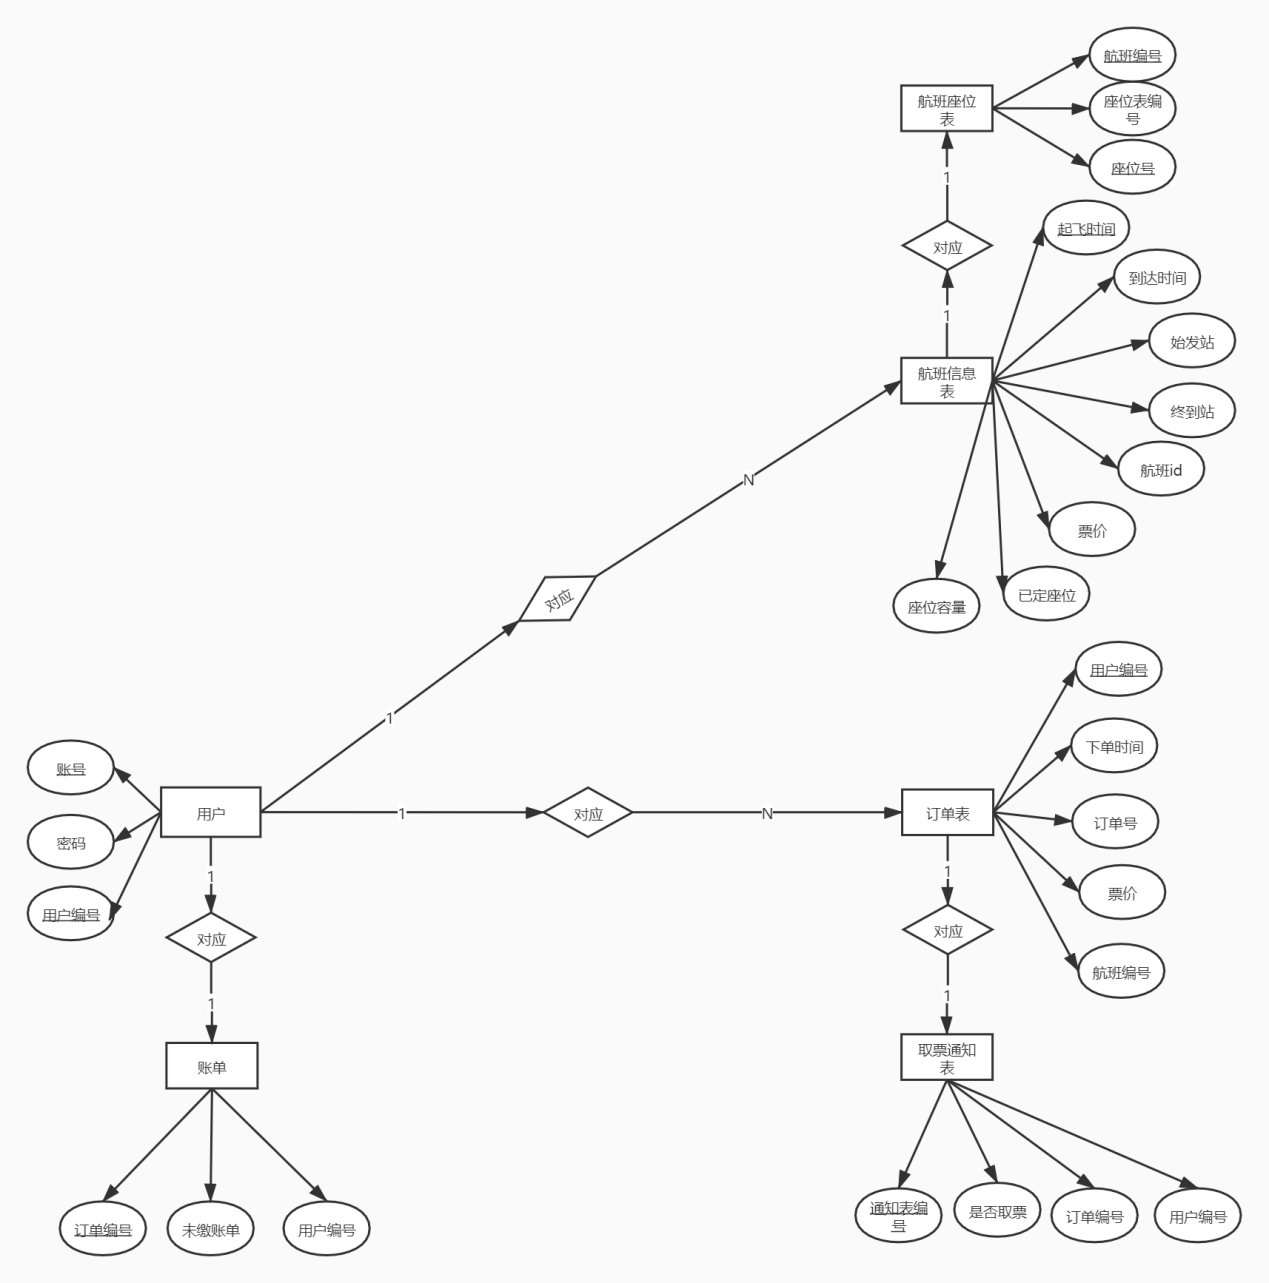 航班编号
航班座位
表
座位表编
号
座位号
1
起飞时间
对应
到达时间
1
始发站
航班信息
表
终到站
航班id
N
票价
已定座位
座位容量
对应
用户编号
1
下单时间
账号
用户
1
对应
N
订单表
订单号
密码
票价
1
1
用户编号
对应
对应
航班编号
1
1
账单
取票通知
表
订单编号
未缴账单
用户编号
通知表编
号
是否取票
订单编号
用户编号